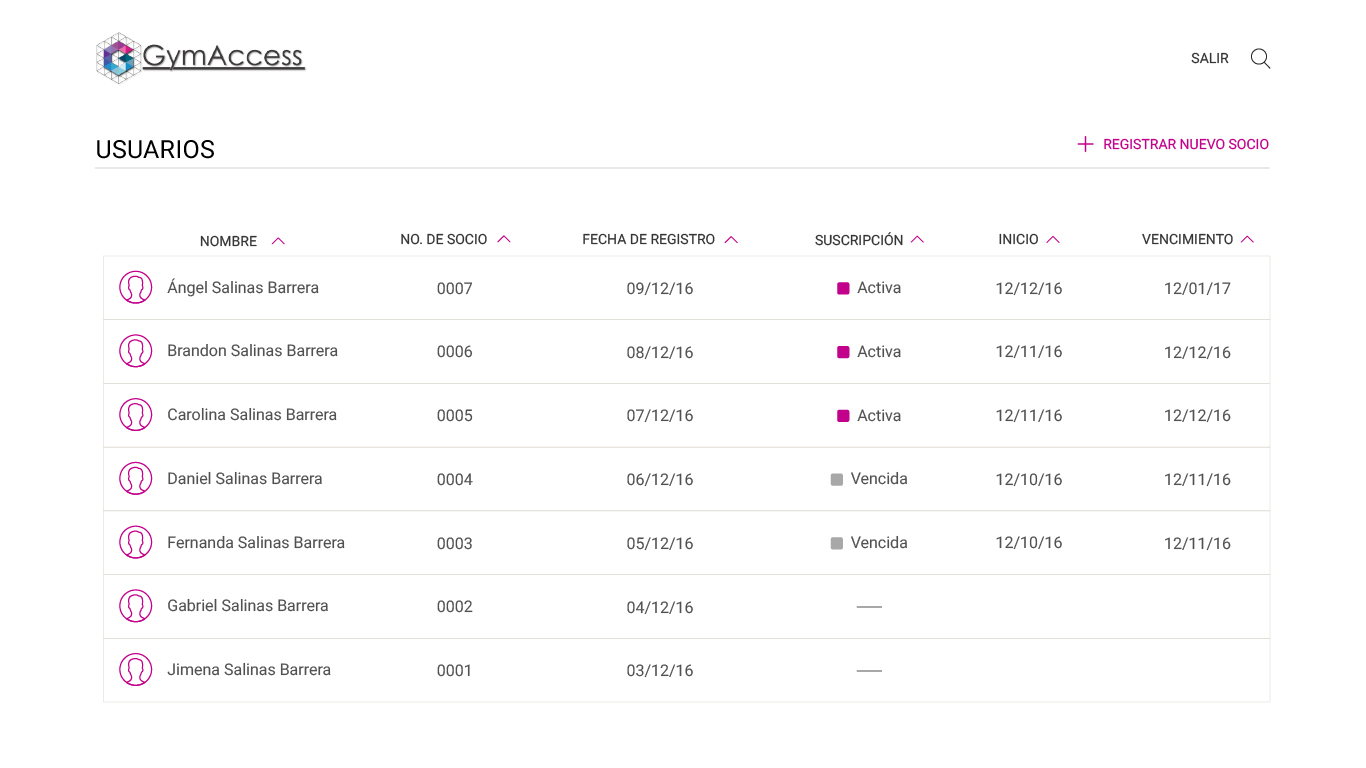 GymAccess
SALIR
USUARIOS
REGISTRAR NUEVO SOCIO
NOMBRE NO. DE SOCIO FECHA DE REGISTRO SUSCRIPCIÓN INICIO VENCIMIENTO
Ángel Salinas Barrera 0007 09/12/16 Activa 12/12/16 12/01/17
Brandon Salinas Barrera 0006 08/12/16 Activa 12/11/16 12/12/16
Carolina Salinas Barrera 0005 07/12/16 Activa 12/11/16 12/12/16
Daniel Salinas Barrera 0004 06/12/16 Vencida 12/10/16 12/11/16
Fernanda Salinas Barrera 0003 05/12/16 Vencida 12/10/16 12/11/16
Gabriel Salinas Barrera 0002 04/12/16
Jimena Salinas Barrera 0001 03/12/16